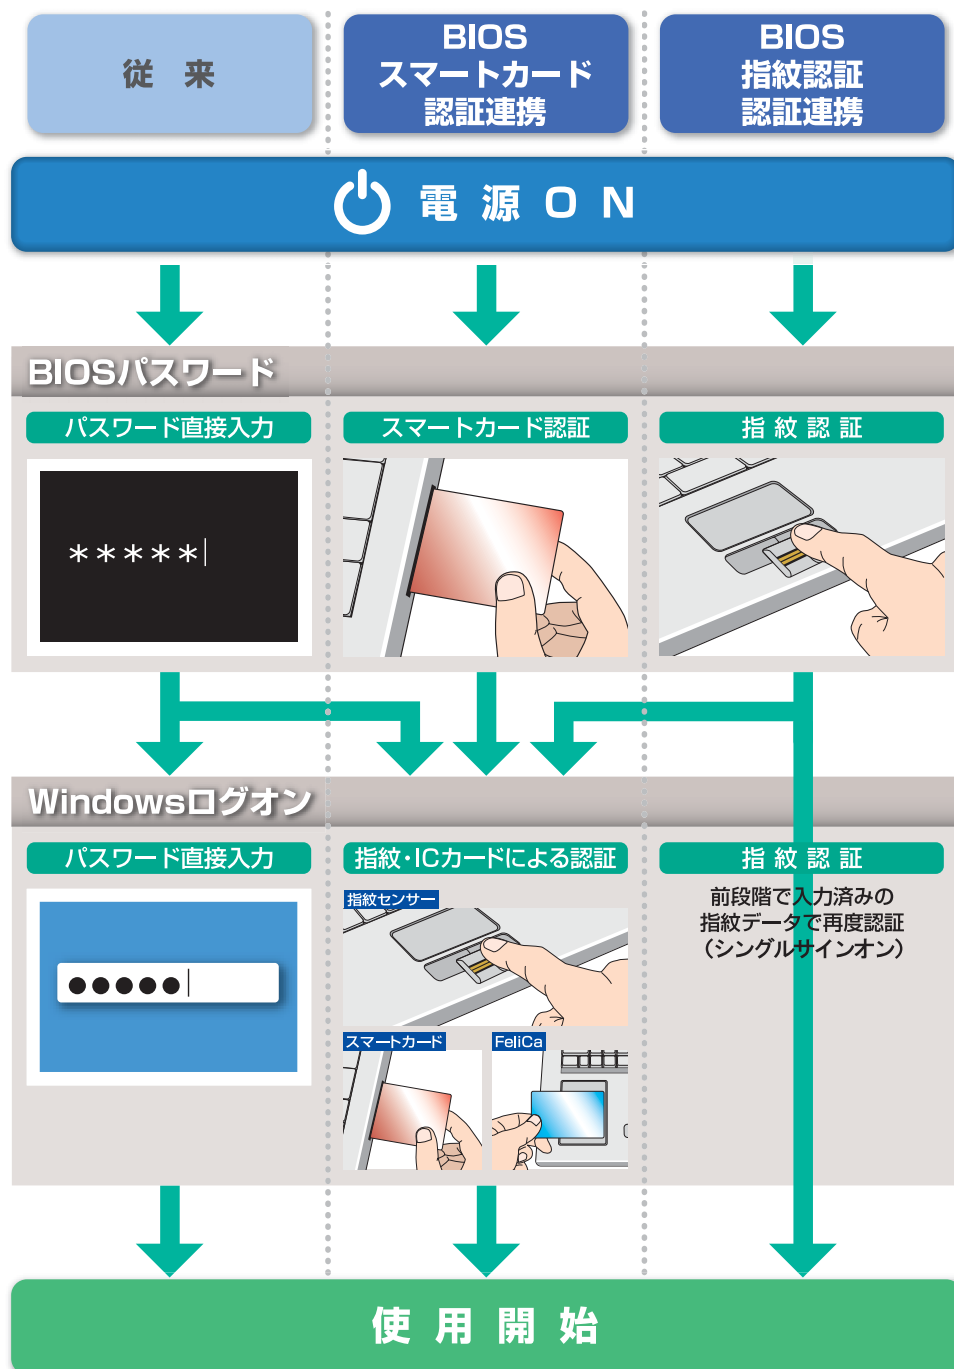 従 来
BIOS
スマートカード
認証連携
BIOS
指紋認証
認証連携
電 源 O N
BIOSパスワード
パスワード直接入力
スマートカード認証
指 紋 認 証
*****
Windowsログオン
パスワード直接入力
指紋・ICカードによる認証
指 紋 認 証
指紋センサー
スマートカード
FeliCa
前段階で入力済みの
指紋データで再度認証
(シングルサインオン)
使 用 開 始